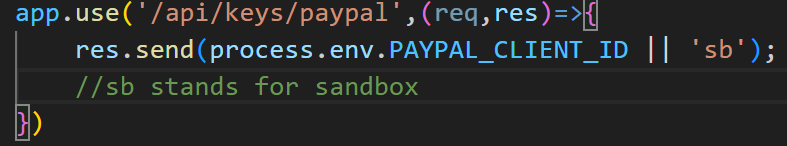 app.use('/api/keys/paypal',(req,res)=>{
    res.send(process.env.PAYPAL_CLIENT_ID || 'sb');
    //sb stands for sandbox
})